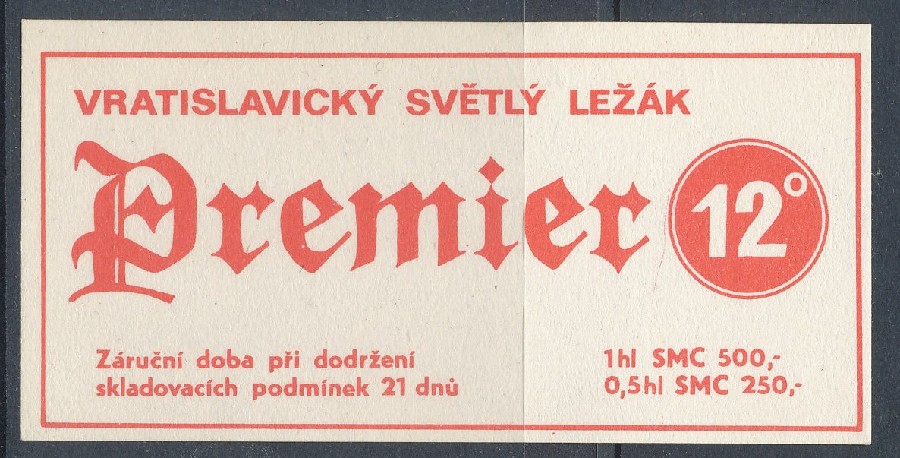 VRATISLAVICKÝ SVĚTLÝ LEŽÁK
Premier 12°
Záruční doba při dodržení
skladovacích podmínek 21 dnů
1hl SMC 500,-
0,5hl SMC 250,-